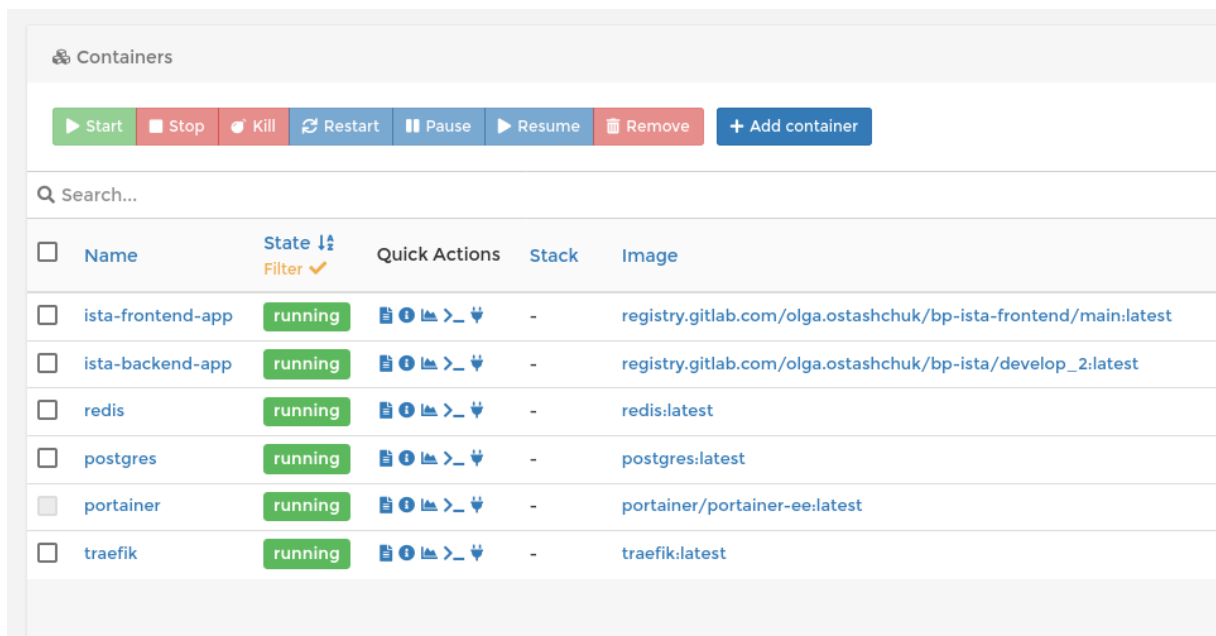 Containers
Start Stop Kill Restart Pause Resume Remove + Add container
Search...
Name State Filter Quick Actions Stack Image
ista-frontend-app running - registry.gitlab.com/olga.ostashchuk/bp-ista-frontend/main:latest
ista-backend-app running - registry.gitlab.com/olga.ostashchuk/bp-ista/develop_2:latest
redis running - redis:latest
postgres running - postgres:latest
portainer running - portainer/portainer-ee:latest
traefik running - traefik:latest